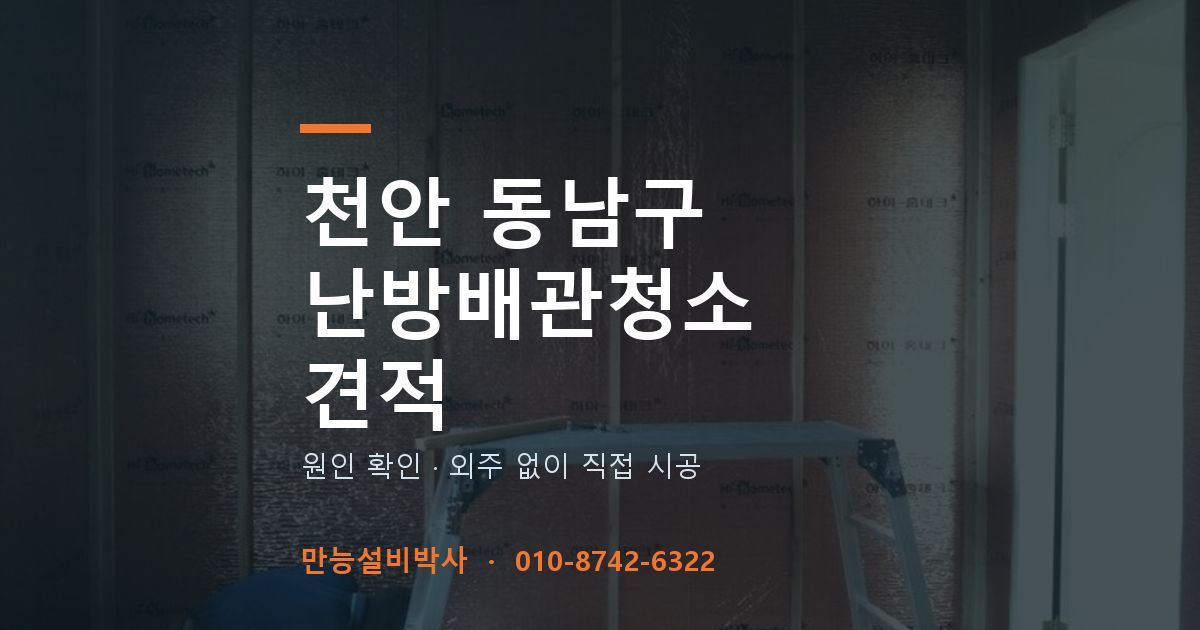 천안 동남구
난방배관청소
견적
원인 확인 · 외주 없이 직접 시공
만능설비박사 · 010-8742-6322